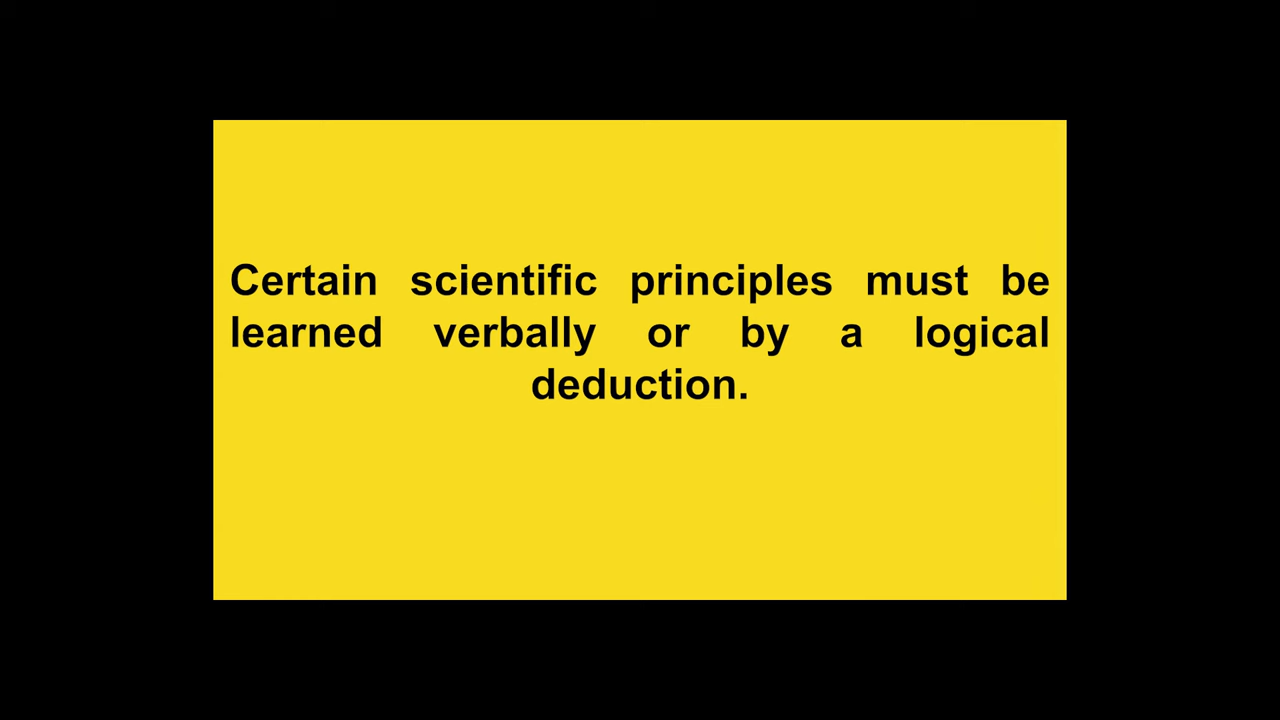 Certain scientific principles must be
learned verbally or by a logical
deduction.